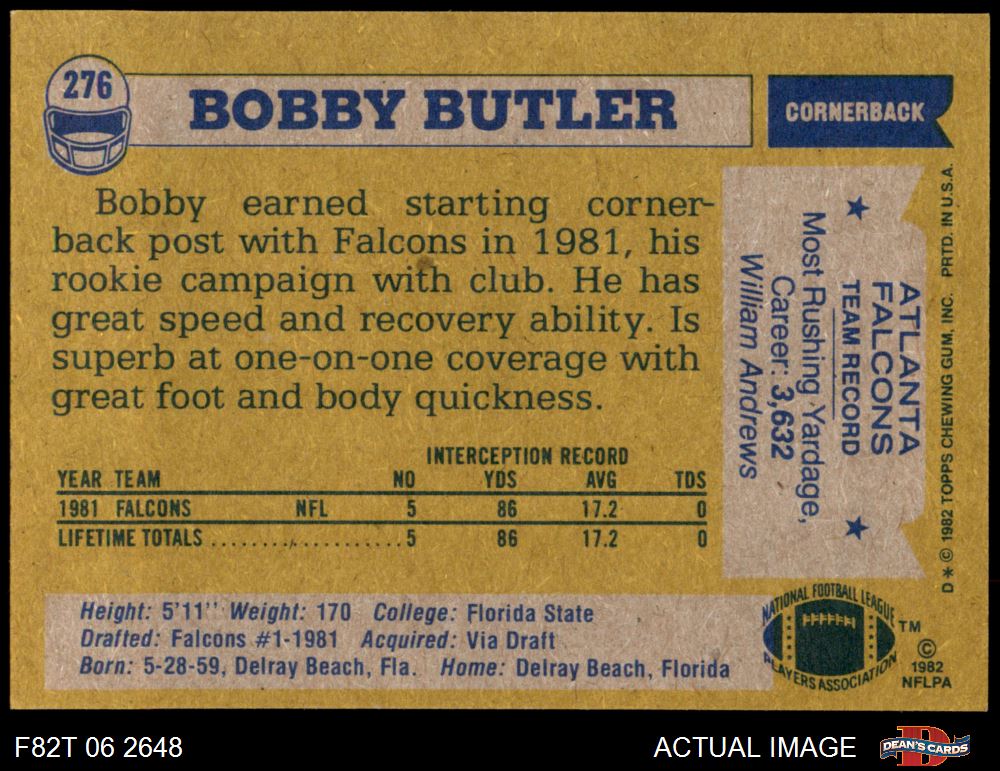 276
BOBBY BUTLER
CORNERBACK
Bobby earned starting corner-
back post with Falcons in 1981, his
rookie campaign with club. He has
great speed and recovery ability. Is
superb at one-on-one coverage with
great foot and body quickness.
INTERCEPTION RECORD
YEAR TEAM NO YDS AVG TDS
1981 FALCONS NFL 5 86 17.2 0
LIFETIME TOTALS ..................... 5 86 17.2 0
Height: 5'11'' Weight: 170 College: Florida State
Drafted: Falcons #1-1981 Acquired: Via Draft
Born: 5-28-59, Delray Beach, Fla. Home: Delray Beach, Florida
ATLANTA
FALCONS
TEAM RECORD
Most Rushing Yardage,
Career: 3,632
William Andrews
D * © 1982 TOPPS CHEWING GUM, INC. PRTD. IN U.S.A.
NATIONAL FOOTBALL LEAGUE
PLAYERS ASSOCIATION
TM
©
1982
NFLPA
F82T 06 2648
ACTUAL IMAGE
DEAN'S CARDS